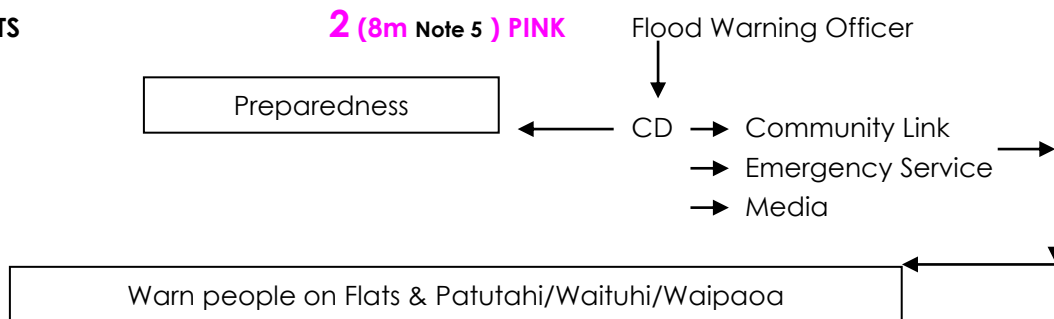 TS 2 (8m Note 5 ) PINK Flood Warning Officer
Preparedness
CD Community Link
Emergency Service
Media
Warn people on Flats & Patutahi/Waituhi/Waipaoa